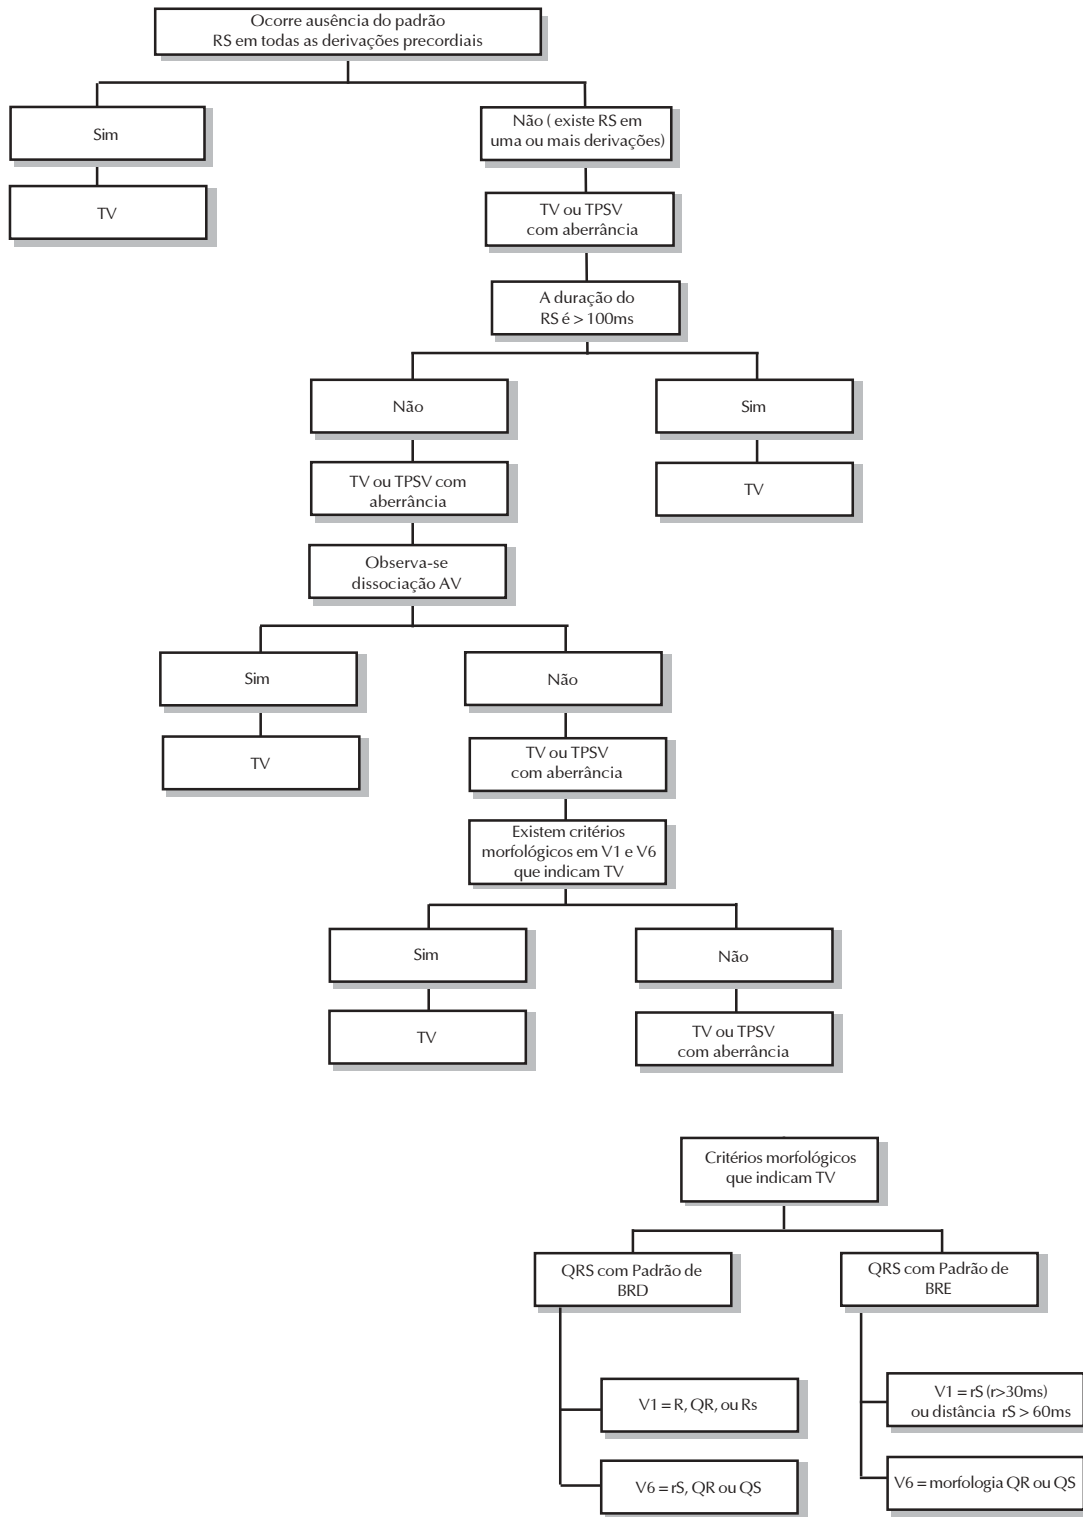 Ocorre ausência do padrão
RS em todas as derivações precordiais
Sim
Não ( existe RS em
uma ou mais derivações)
TV
TV ou TPSV
com aberrância
A duração do
RS é > 100ms
Não
Sim
TV ou TPSV com
aberrância
TV
Observa-se
dissociação AV
Sim
Não
TV
TV ou TPSV
com aberrância
Existem critérios
morfológicos em V1 e V6
que indicam TV
Sim
Não
TV
TV ou TPSV
com aberrância
Critérios morfológicos
que indicam TV
QRS com Padrão de
BRD
QRS com Padrão de
BRE
V1 = R, QR, ou Rs
V1 = rS (r>30ms)
ou distância rS > 60ms
V6 = rS, QR ou QS
V6 = morfologia QR ou QS